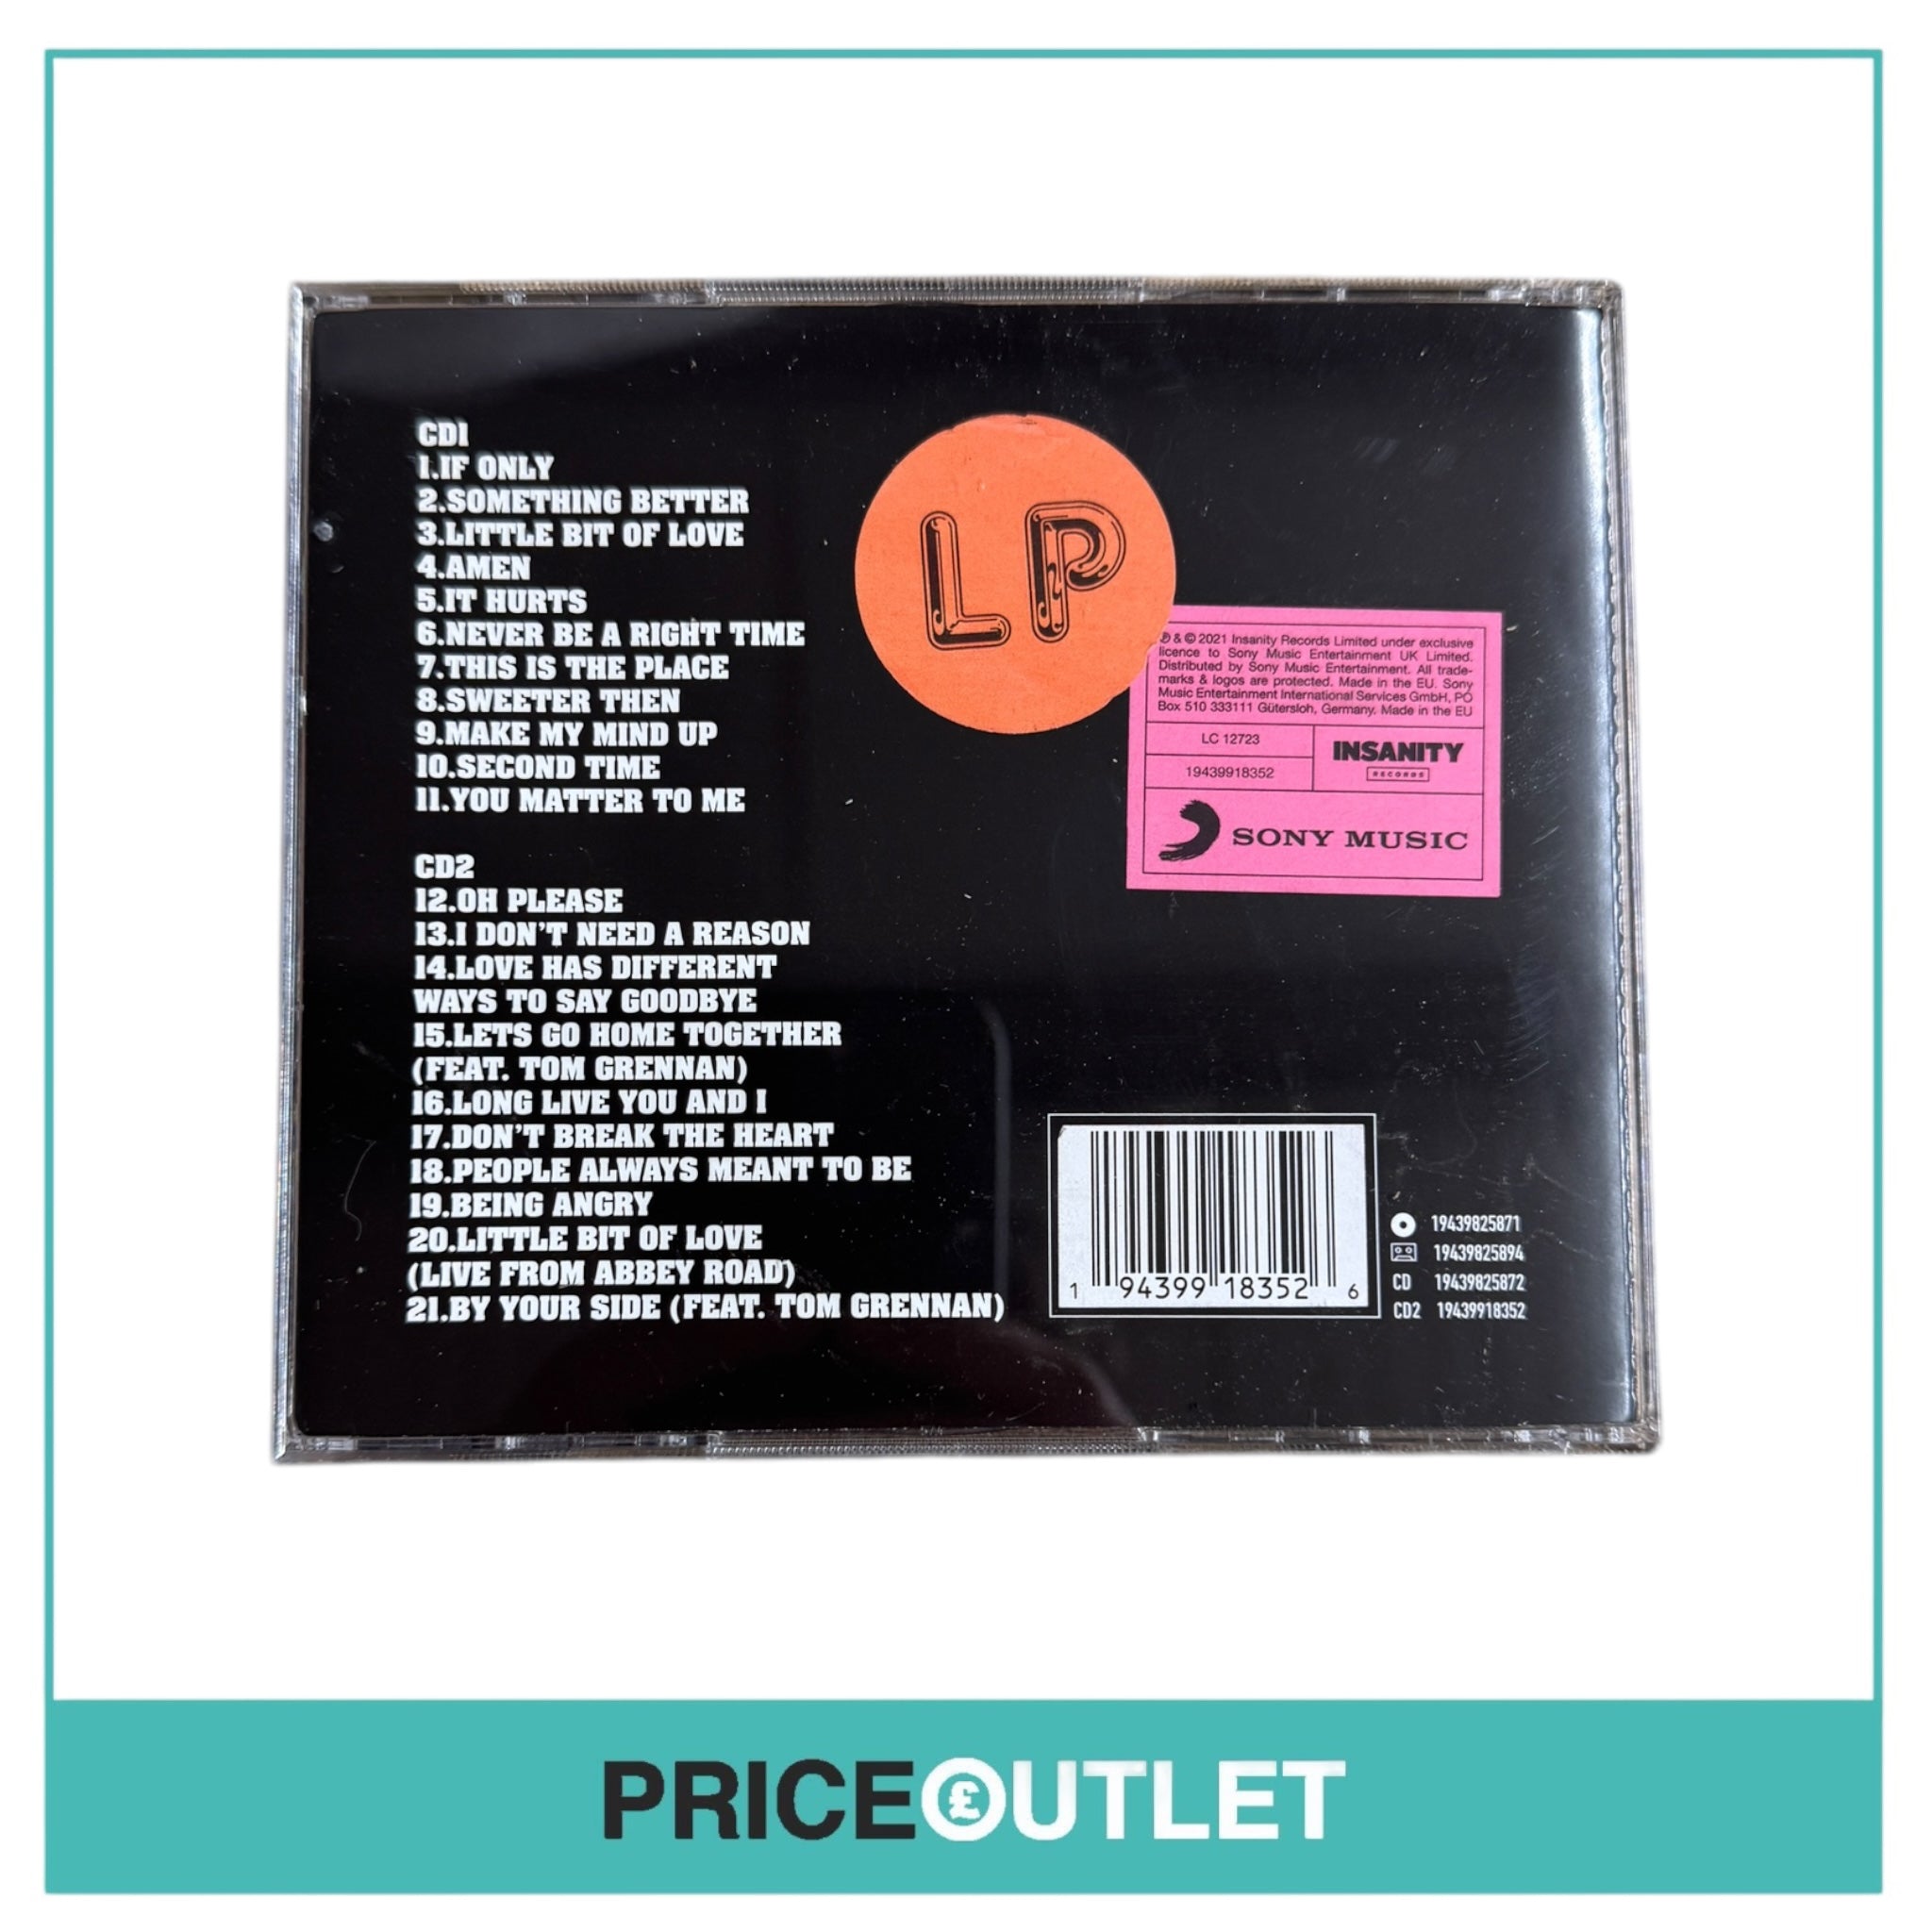 CD1
1.IF ONLY
2.SOMETHING BETTER
3.LITTLE BIT OF LOVE
4.AMEN
5.IT HURTS
6.NEVER BE A RIGHT TIME
7.THIS IS THE PLACE
8.SWEETER THEN
9.MAKE MY MIND UP
10.SECOND TIME
11.YOU MATTER TO ME
CD2
12.OH PLEASE
13.I DON'T NEED A REASON
14.LOVE HAS DIFFERENT
WAYS TO SAY GOODBYE
15.LETS GO HOME TOGETHER
(FEAT. TOM GRENNAN)
16.LONG LIVE YOU AND I
17.DON'T BREAK THE HEART
18.PEOPLE ALWAYS MEANT TO BE
19.BEING ANGRY
20.LITTLE BIT OF LOVE
(LIVE FROM ABBEY ROAD)
21.BY YOUR SIDE (FEAT. TOM GRENNAN)
LP
℗ & © 2021 Insanity Records Limited under exclusive
licence to Sony Music Entertainment UK Limited.
Distributed by Sony Music Entertainment. All trade-
marks & logos are protected. Made in the EU. Sony
Music Entertainment International Services GmbH, PO
Box 510 333111 Gütersloh, Germany. Made in the EU
LC 12723
19439918352
INSANITY
RECORDS
SONY MUSIC
1 94399 18352 6
19439825871
19439825894
CD 19439825872
CD2 19439918352
PRICE£OUTLET